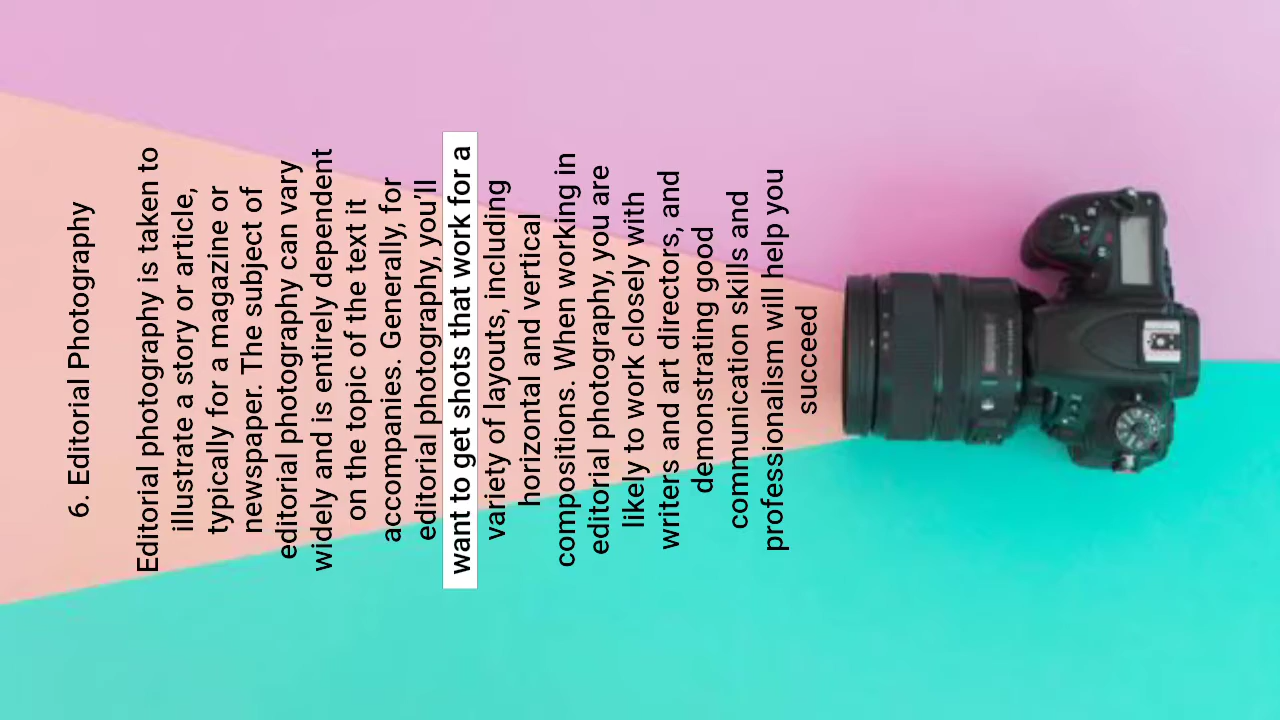 6. Editorial Photography
Editorial photography is taken to
illustrate a story or article,
typically for a magazine or
newspaper. The subject of
editorial photography can vary
widely and is entirely dependent
on the topic of the text it
accompanies. Generally, for
editorial photography, you'll
want to get shots that work for a
variety of layouts, including
horizontal and vertical
compositions. When working in
editorial photography, you are
likely to work closely with
writers and art directors, and
demonstrating good
communication skills and
professionalism will help you
succeed